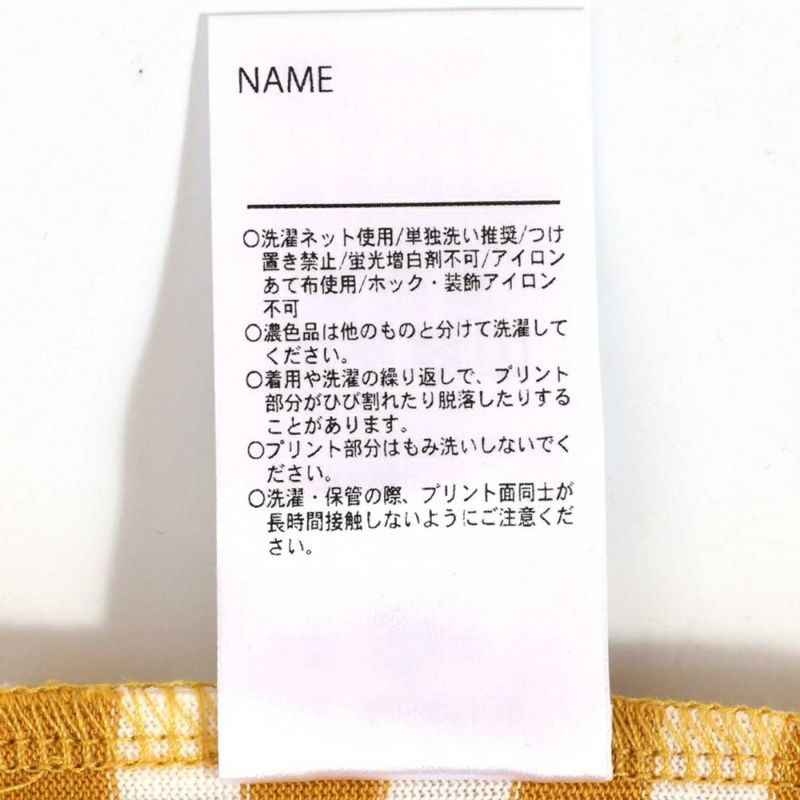 NAME
○洗濯ネット使用/単独洗い推奨/つけ
置き禁止/蛍光増白剤不可/アイロン
あて布使用/ホック・装飾アイロン
不可
○濃色品は他のものと分けて洗濯して
ください。
○着用や洗濯の繰り返しで、プリント
部分がひび割れたり脱落したりする
ことがあります。
○プリント部分はもみ洗いしないでく
ださい。
○洗濯・保管の際、プリント面同士が
長時間接触しないようにご注意くだ
さい。